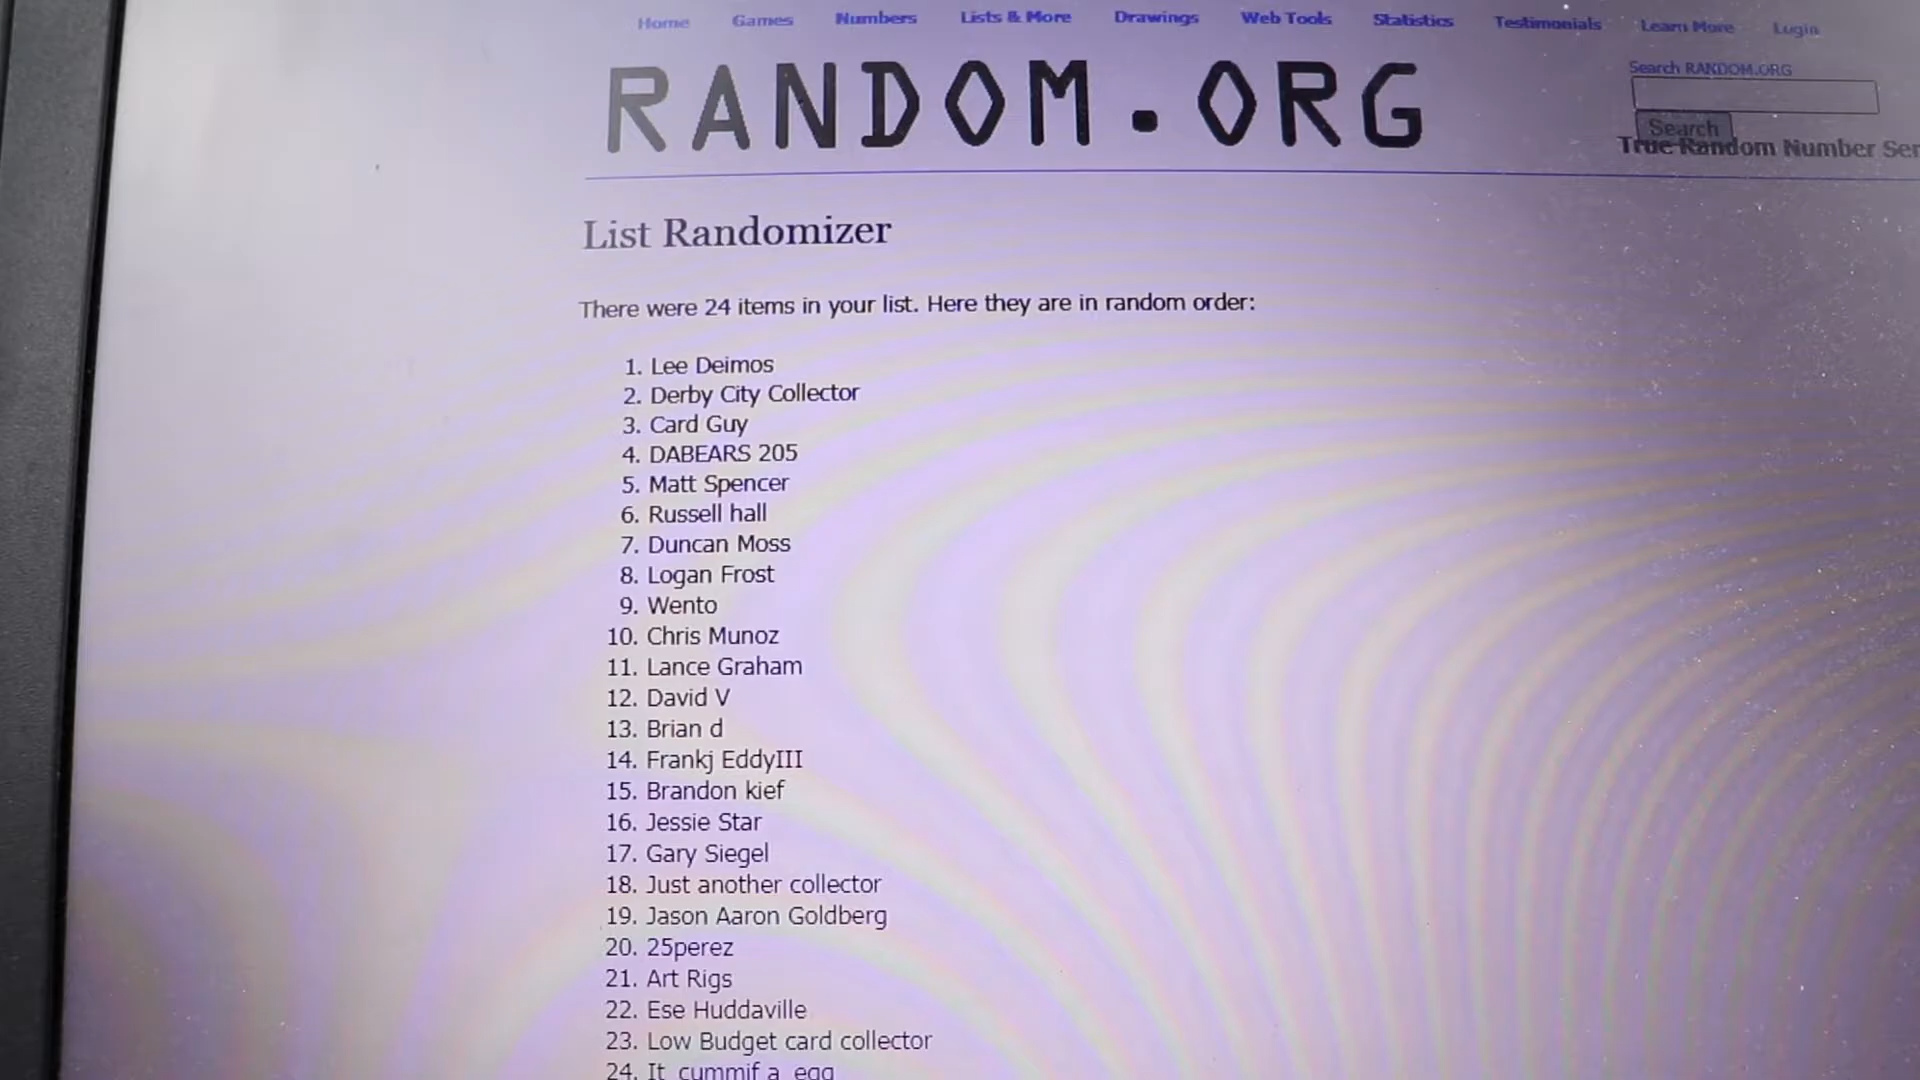 Home Games Numbers Lists & More Drawings Web Tools Statistics Testimonials Learn More Login
RANDOM.ORG
Search RANDOM.ORG
Search
True Random Number Ser
List Randomizer
There were 24 items in your list. Here they are in random order:
1. Lee Deimos
2. Derby City Collector
3. Card Guy
4. DABEARS 205
5. Matt Spencer
6. Russell hall
7. Duncan Moss
8. Logan Frost
9. Wento
10. Chris Munoz
11. Lance Graham
12. David V
13. Brian d
14. Frankj EddyIII
15. Brandon kief
16. Jessie Star
17. Gary Siegel
18. Just another collector
19. Jason Aaron Goldberg
20. 25perez
21. Art Rigs
22. Ese Huddaville
23. Low Budget card collector
24. It